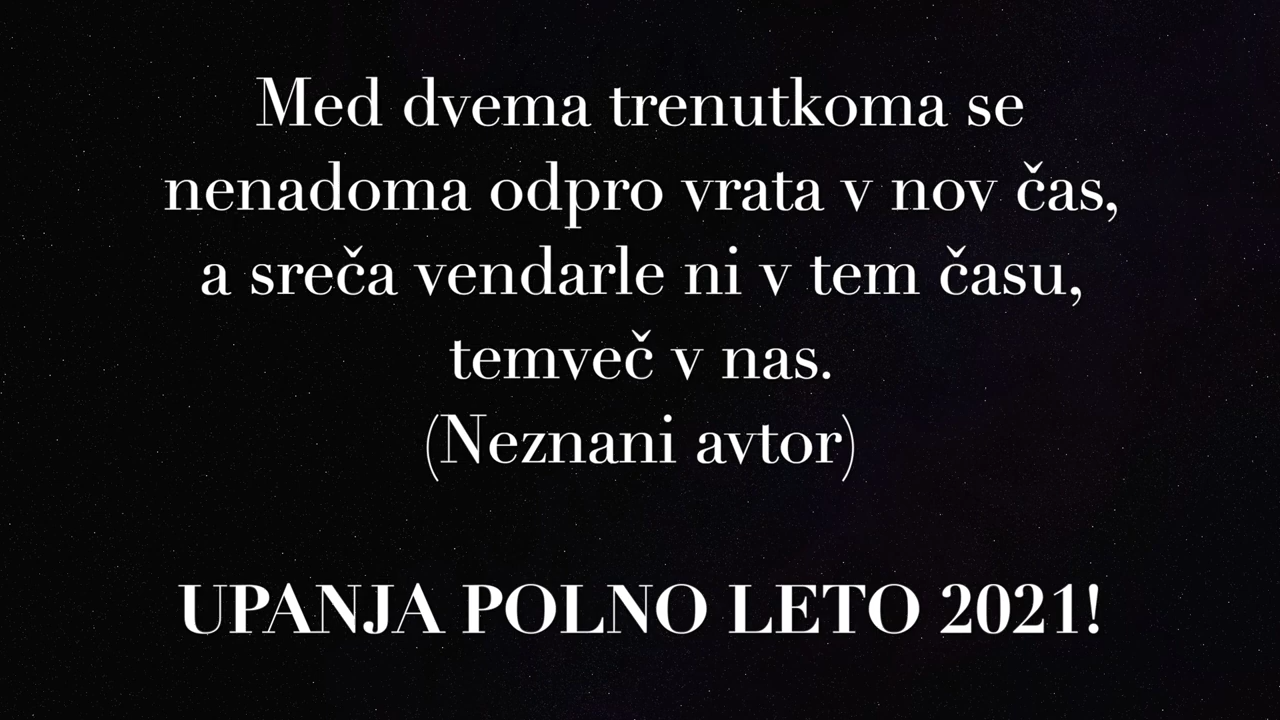 Med dvema trenutkoma se
nenadoma odpro vrata v nov čas,
a sreča vendarle ni v tem času,
temveč v nas.
(Neznani avtor)
UPANJA POLNO LETO 2021!